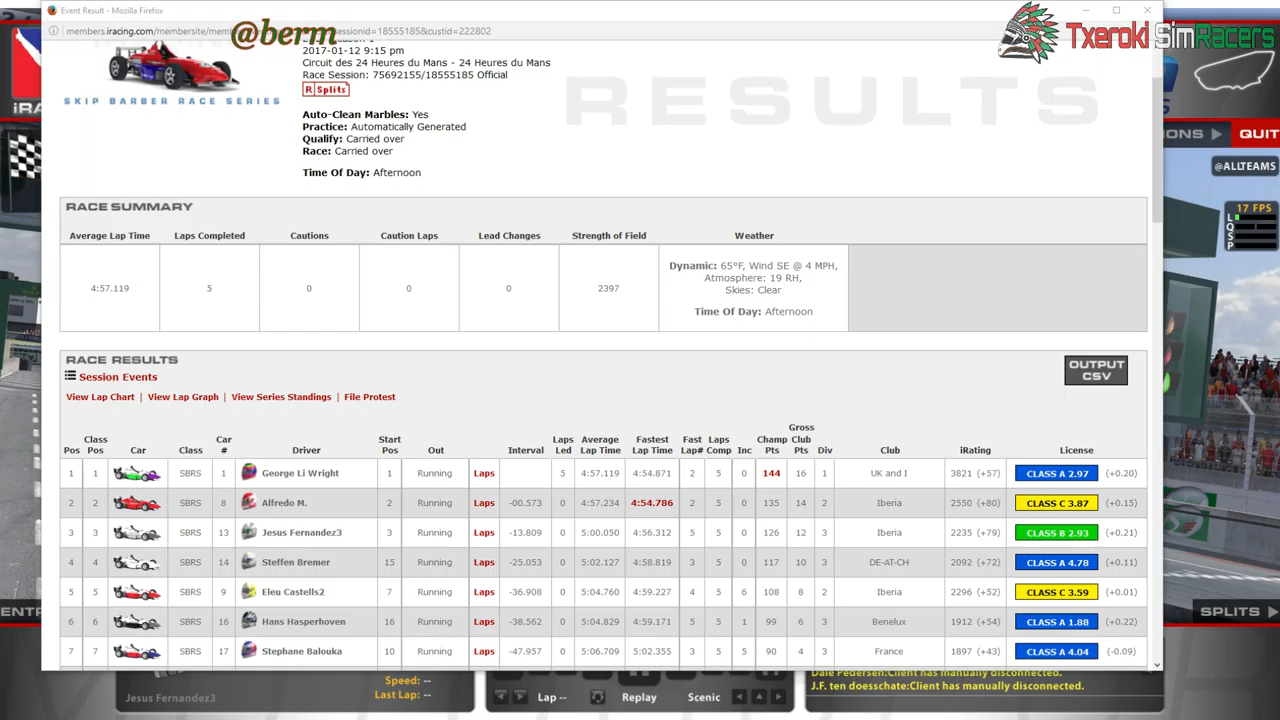 Event Result - Mozilla Firefox
@berm
members.iracing.com/membersite/mem
sessionid=18555185&custid=222802
Txeroki SimRacers
2017-01-12 9:15 pm
Circuit des 24 Heures du Mans - 24 Heures du Mans
Race Session: 75692155/18555185 Official
R Splits
SKIP BARBER RACE SERIES
RESULTS
Auto-Clean Marbles: Yes
Practice: Automatically Generated
Qualify: Carried over
Race: Carried over
Time Of Day: Afternoon
QUIT
@ALLTEAMS
17 FPS
L
Q
S
P
RACE SUMMARY
Average Lap Time Laps Completed Cautions Caution Laps Lead Changes Strength of Field Weather
4:57.119 5 0 0 0 2397
Dynamic: 65°F, Wind SE @ 4 MPH,
Atmosphere: 19 RH,
Skies: Clear
Time Of Day: Afternoon
RACE RESULTS
Session Events
OUTPUT
CSV
View Lap Chart | View Lap Graph | View Series Standings | File Protest
Pos Class Pos Car Class Car # Driver Start Pos Out Interval Laps Led Average Lap Time Fastest Lap Time Fast Lap# Laps Comp Inc Champ Pts Gross Club Pts Div Club iRating License
1 1 SBRS 1 George Li Wright 1 Running Laps 5 4:57.119 4:54.871 2 5 0 144 16 1 UK and I 3821 (+57) CLASS A 2.97 (+0.20)
2 2 SBRS 8 Alfredo M. 2 Running Laps -00.573 0 4:57.234 4:54.786 2 5 0 135 14 2 Iberia 2550 (+80) CLASS C 3.87 (+0.15)
3 3 SBRS 13 Jesus Fernandez3 3 Running Laps -13.809 0 5:00.050 4:56.312 5 5 0 126 12 3 Iberia 2235 (+79) CLASS B 2.93 (+0.21)
4 4 SBRS 14 Steffen Bremer 15 Running Laps -25.053 0 5:02.127 4:58.819 3 5 0 117 10 3 DE-AT-CH 2092 (+72) CLASS A 4.78 (+0.11)
5 5 SBRS 9 Eleu Castells2 7 Running Laps -36.908 0 5:04.760 4:59.227 4 5 6 108 8 2 Iberia 2296 (+52) CLASS C 3.59 (+0.01)
6 6 SBRS 16 Hans Hasperhoven 16 Running Laps -38.562 0 5:04.829 4:59.171 5 5 1 99 6 3 Benelux 1912 (+54) CLASS A 1.88 (+0.22)
7 7 SBRS 17 Stephane Balouka 10 Running Laps -47.957 0 5:06.709 5:02.355 3 5 5 90 4 3 France 1897 (+43) CLASS A 4.04 (-0.09)
SPLITS
Speed: --
Jesus Fernandez3
Last Lap: --
Lap --
Replay
Scenic
Dale Pedersen:Client has manually disconnected.
J.F. ten doesschate:Client has manually disconnected.